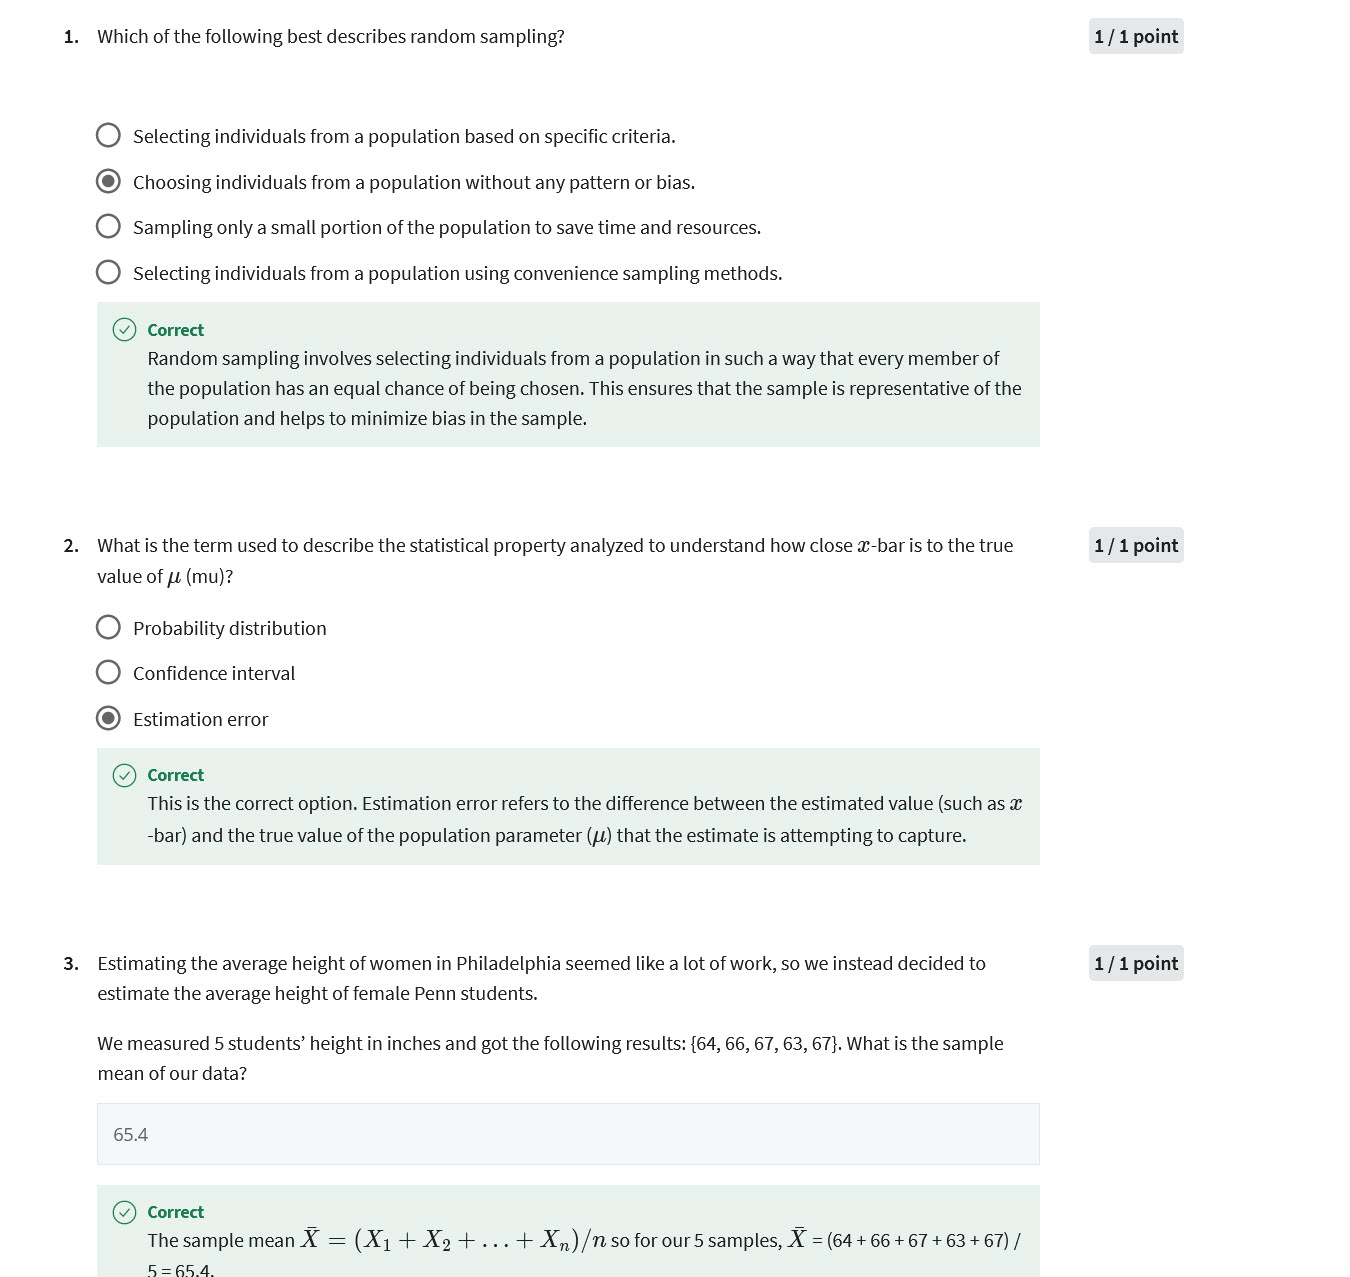 1. Which of the following best describes random sampling? 1 / 1 point
Selecting individuals from a population based on specific criteria.
Choosing individuals from a population without any pattern or bias.
Sampling only a small portion of the population to save time and resources.
Selecting individuals from a population using convenience sampling methods.
Correct
Random sampling involves selecting individuals from a population in such a way that every member of
the population has an equal chance of being chosen. This ensures that the sample is representative of the
population and helps to minimize bias in the sample.
2. What is the term used to describe the statistical property analyzed to understand how close x-bar is to the true 1 / 1 point
value of μ (mu)?
Probability distribution
Confidence interval
Estimation error
Correct
This is the correct option. Estimation error refers to the difference between the estimated value (such as x
-bar) and the true value of the population parameter (μ) that the estimate is attempting to capture.
3. Estimating the average height of women in Philadelphia seemed like a lot of work, so we instead decided to 1 / 1 point
estimate the average height of female Penn students.
We measured 5 students’ height in inches and got the following results: {64, 66, 67, 63, 67}. What is the sample
mean of our data?
65.4
Correct
The sample mean X̄ = (X₁ + X₂ + ... + Xₙ)/n so for our 5 samples, X̄ = (64 + 66 + 67 + 63 + 67) /
5 = 65.4.